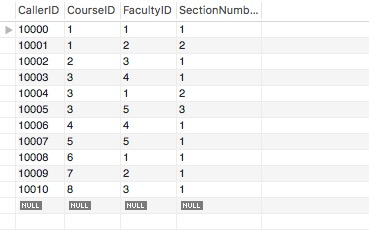 CallerID CourseID FacultyID SectionNumb...
10000 1 1 1
10001 1 2 2
10002 2 3 1
10003 3 4 1
10004 3 1 2
10005 3 5 3
10006 4 4 1
10007 5 5 1
10008 6 1 1
10009 7 2 1
10010 8 3 1
NULL NULL NULL NULL